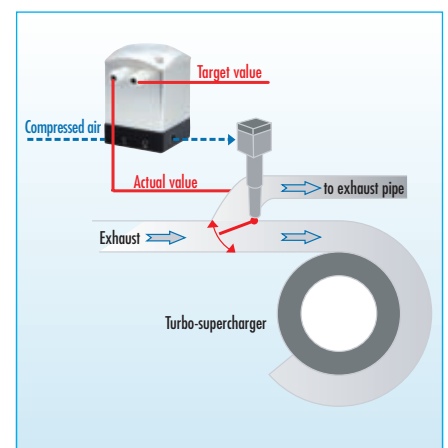 Target value
Compressed air
Actual value
to exhaust pipe
Exhaust
Turbo-supercharger